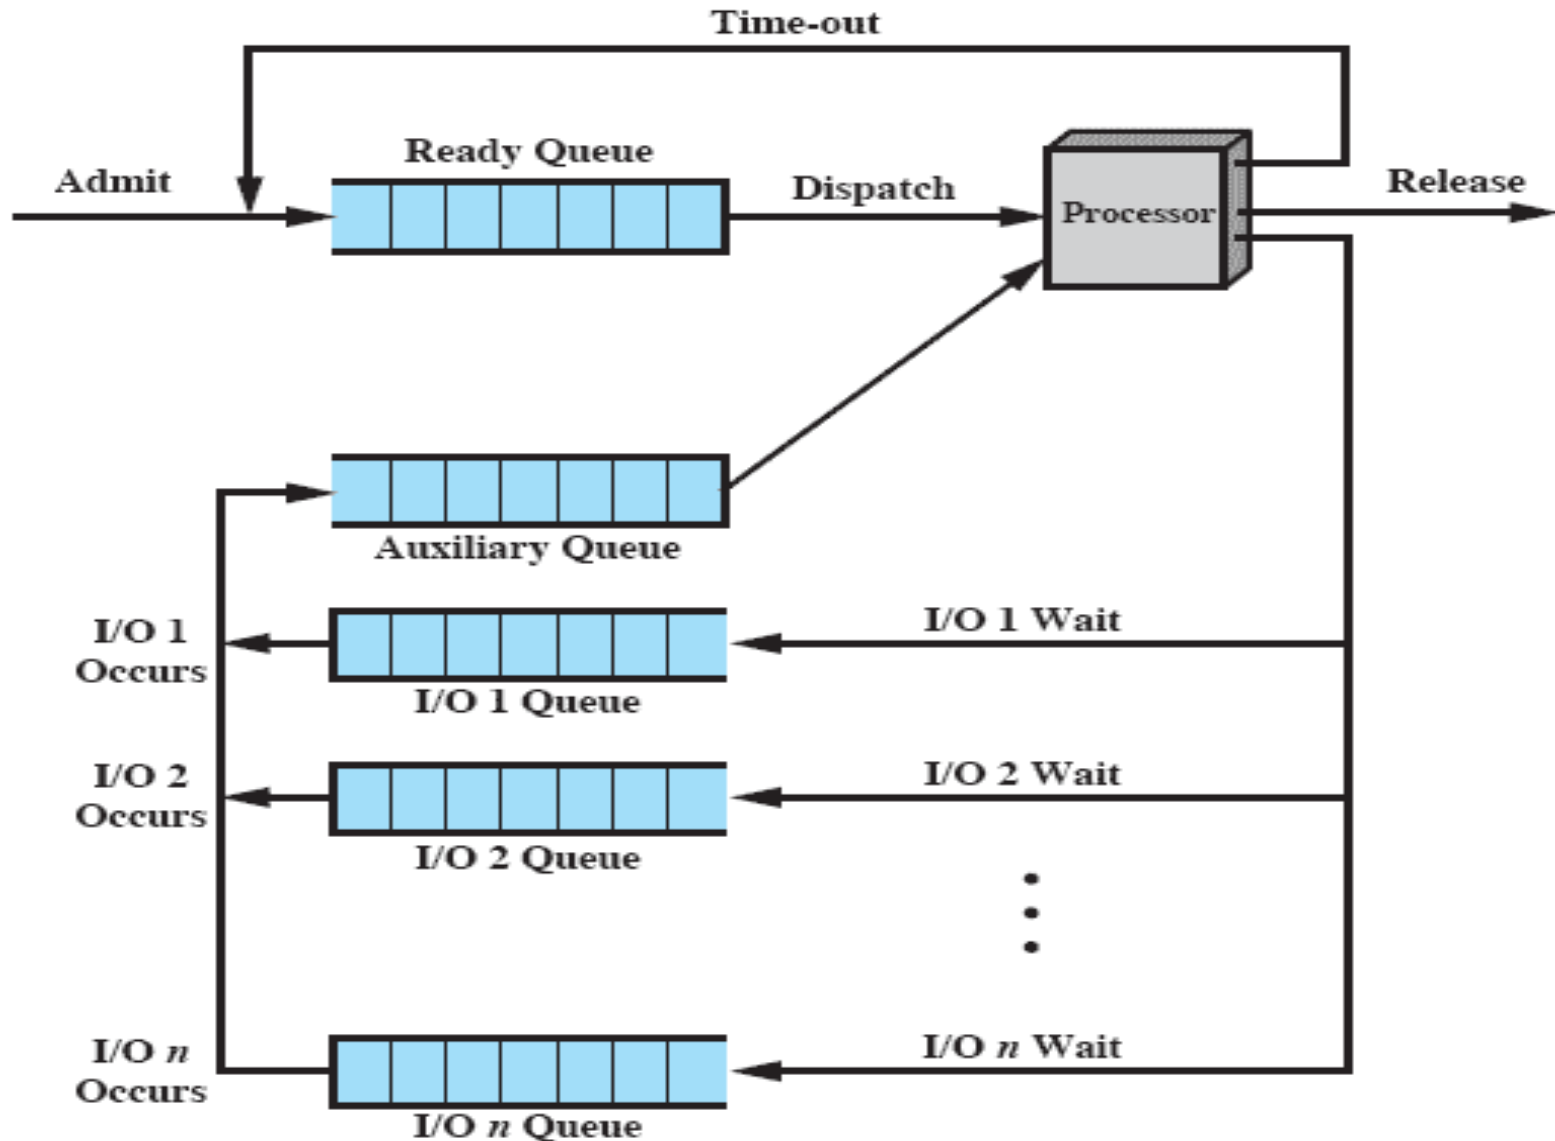 Time-out
Ready Queue
Admit
Dispatch
Processor
Release
Auxiliary Queue
I/O 1
Occurs
I/O 1 Wait
I/O 1 Queue
I/O 2
Occurs
I/O 2 Wait
I/O 2 Queue
I/O n
Occurs
I/O n Wait
I/O n Queue